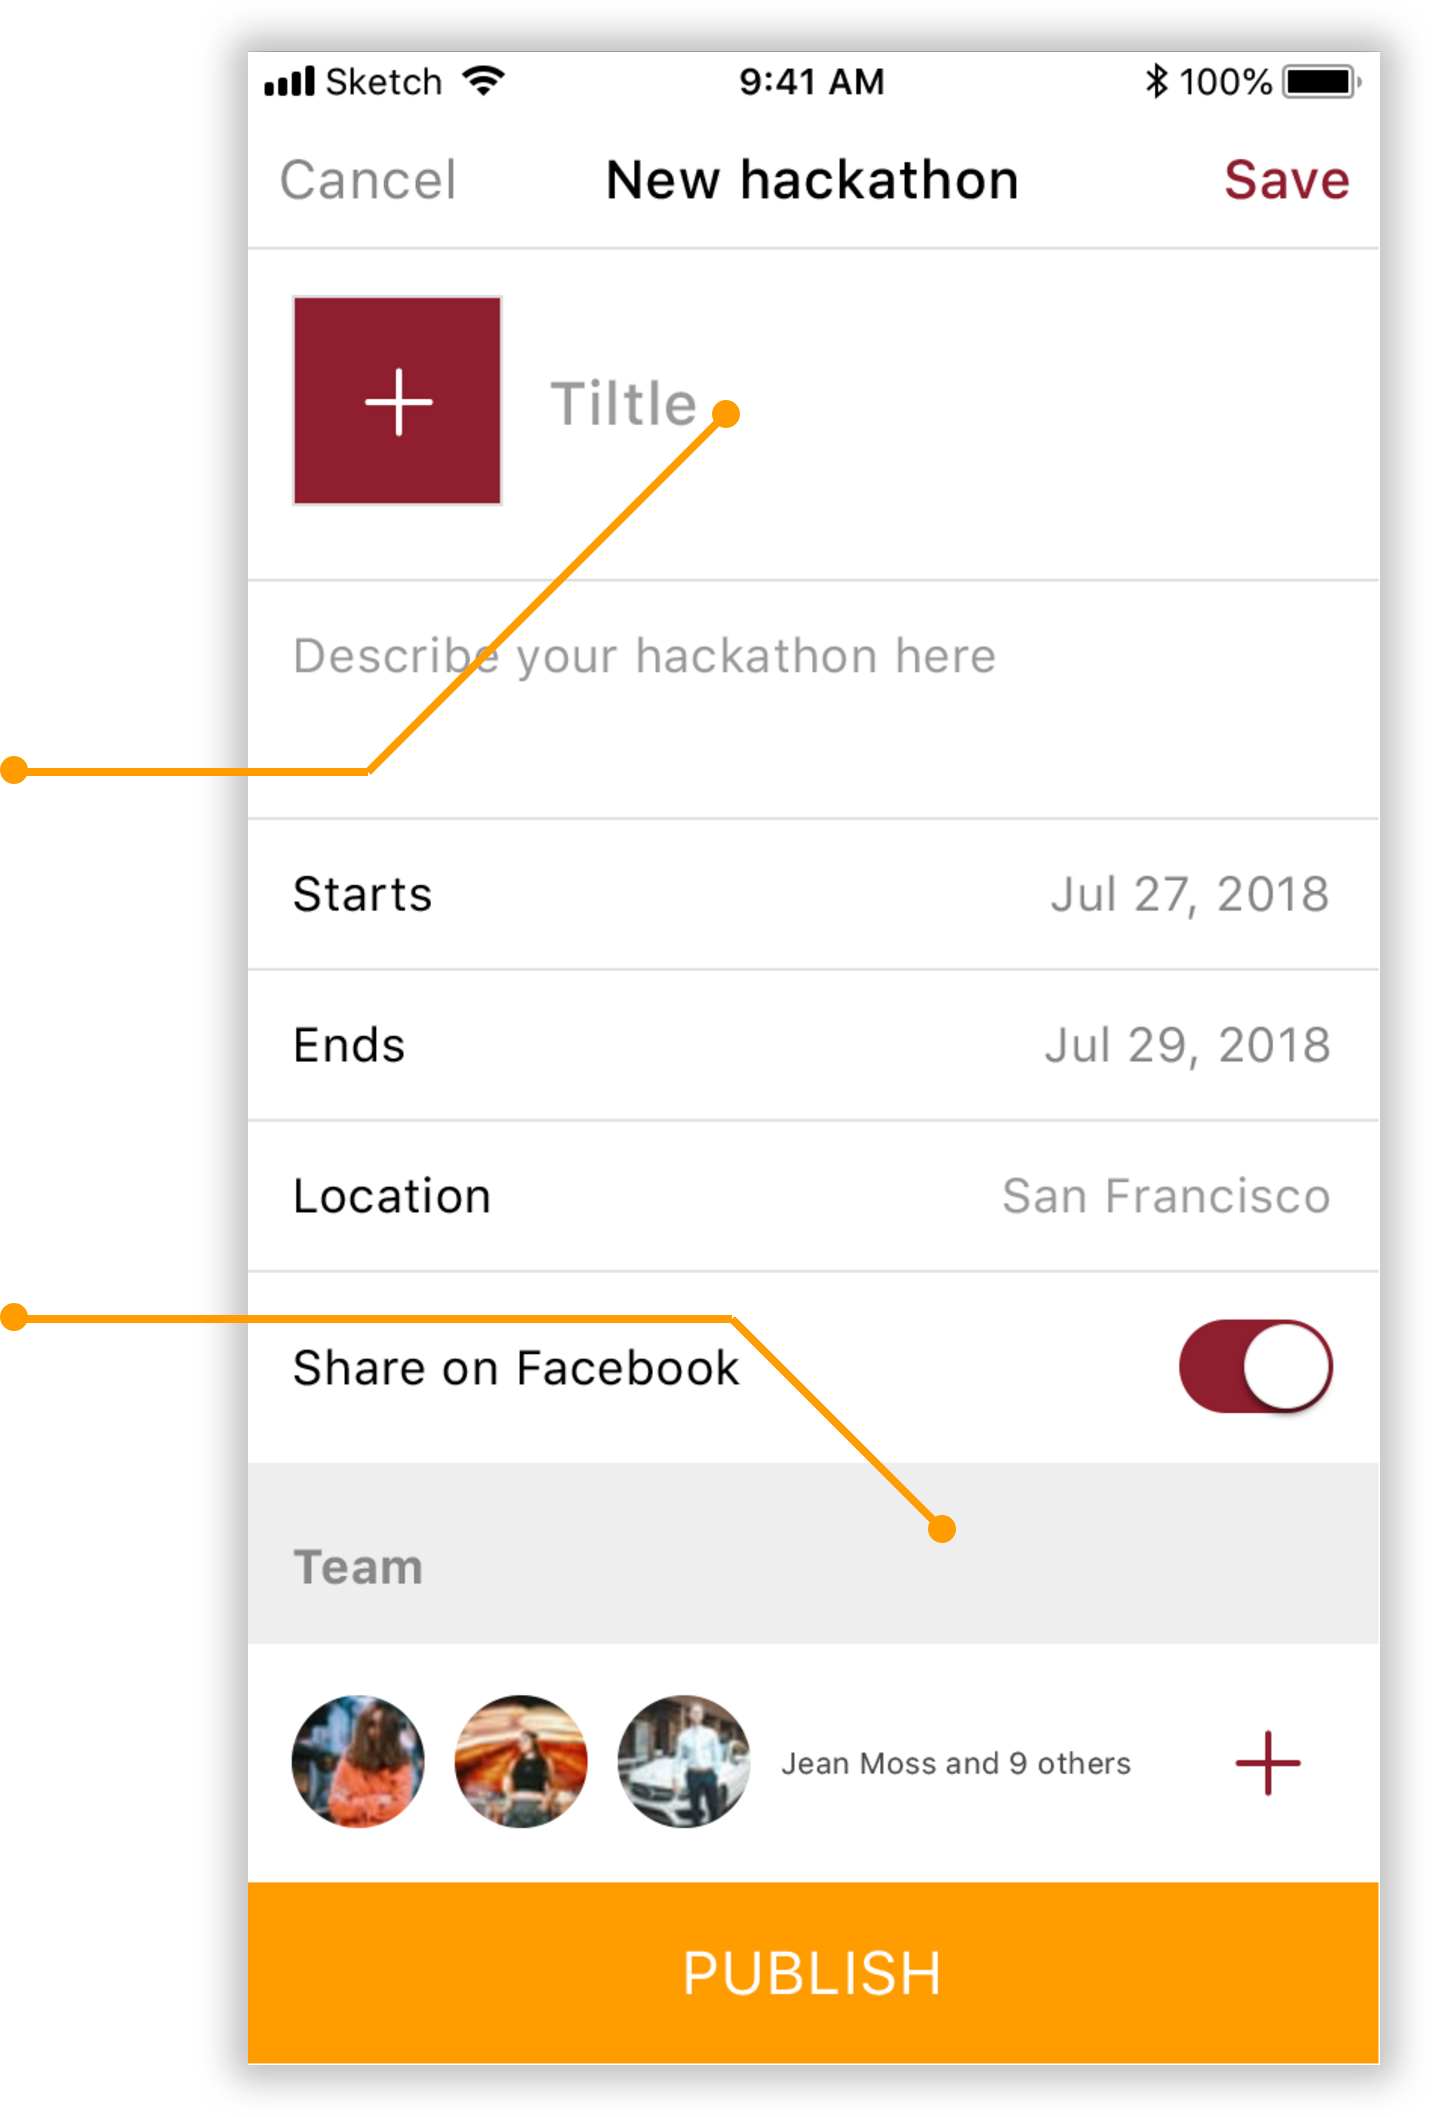 Sketch 9:41 AM 100%
Cancel New hackathon Save
Tiltle
Describe your hackathon here
Starts Jul 27, 2018
Ends Jul 29, 2018
Location San Francisco
Share on Facebook
Team
Jean Moss and 9 others
PUBLISH